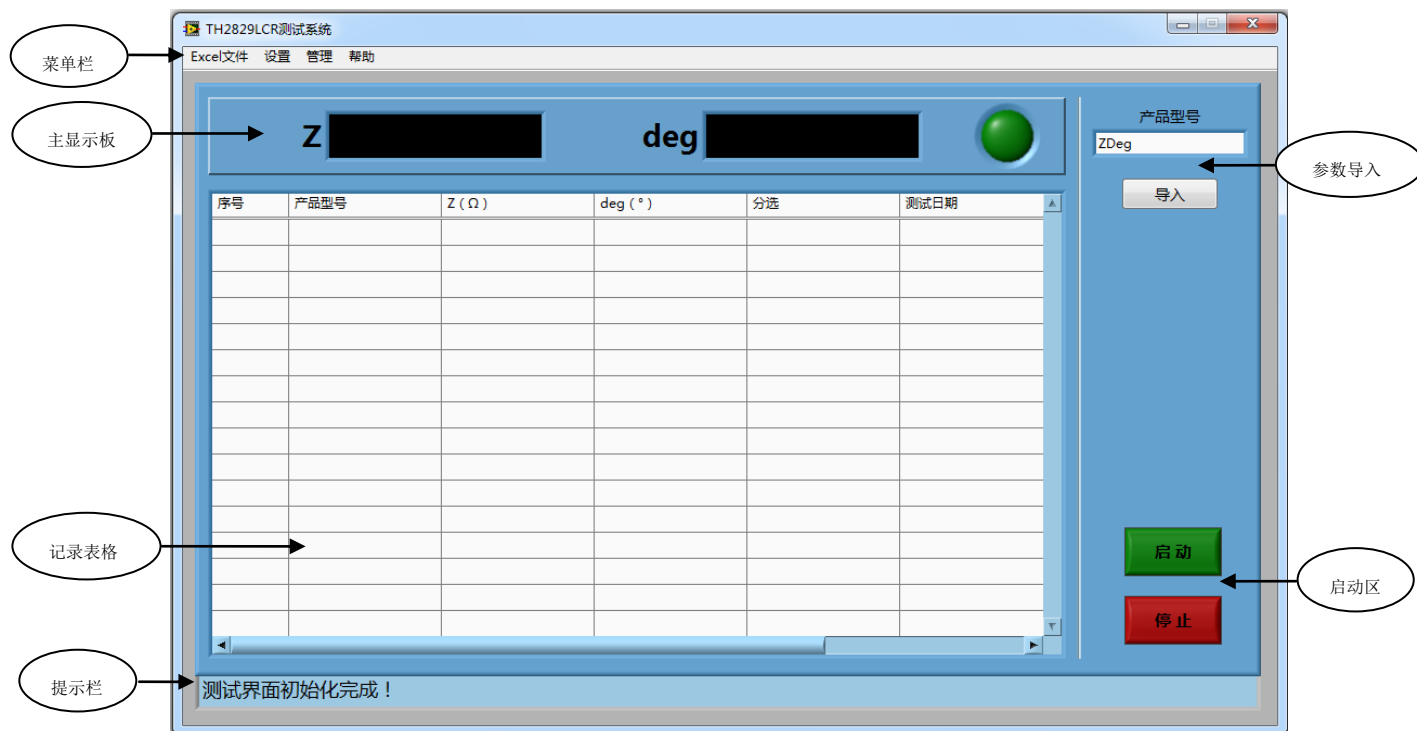 TH2829LCR测试系统
菜单栏
Excel文件 设置 管理 帮助
主显示板
Z
deg
产品型号
ZDeg
参数导入
导入
序号 产品型号 Z（Ω） deg（°） 分选 测试日期
记录表格
启动
启动区
停止
提示栏
测试界面初始化完成！